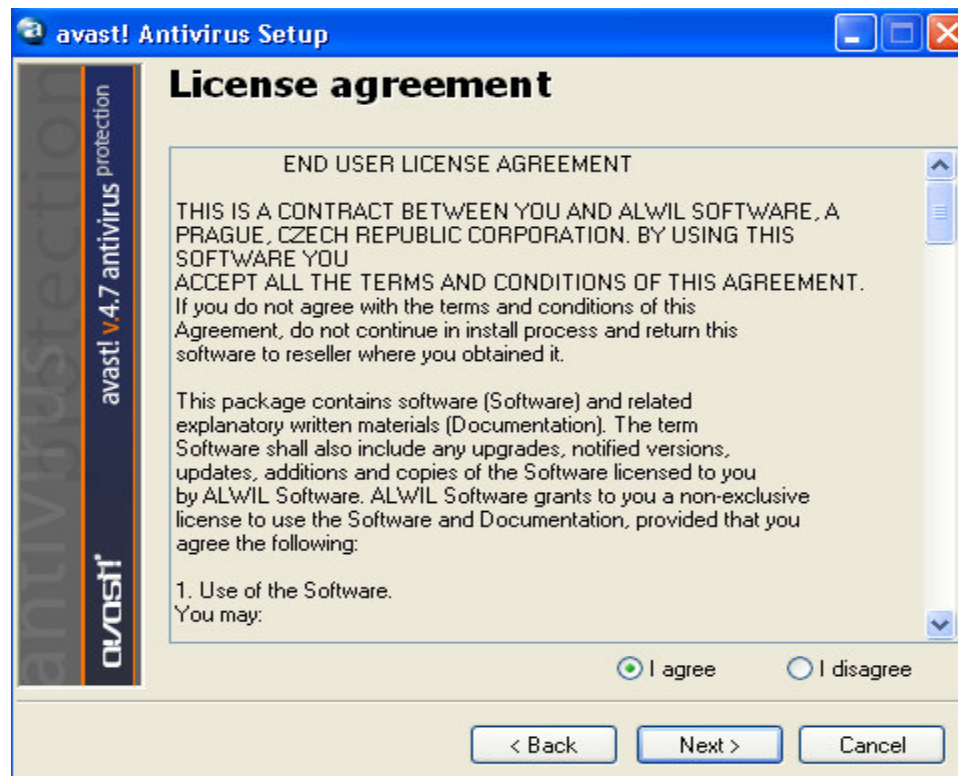 avast! Antivirus Setup
License agreement
END USER LICENSE AGREEMENT
THIS IS A CONTRACT BETWEEN YOU AND ALWIL SOFTWARE, A
PRAGUE, CZECH REPUBLIC CORPORATION. BY USING THIS
SOFTWARE YOU
ACCEPT ALL THE TERMS AND CONDITIONS OF THIS AGREEMENT.
If you do not agree with the terms and conditions of this
Agreement, do not continue in install process and return this
software to reseller where you obtained it.
This package contains software (Software) and related
explanatory written materials (Documentation). The term
Software shall also include any upgrades, notified versions,
updates, additions and copies of the Software licensed to you
by ALWIL Software. ALWIL Software grants to you a non-exclusive
license to use the Software and Documentation, provided that you
agree the following:
1. Use of the Software.
You may:
avast! v.4.7 antivirus protection
avast!
antivirus
protection
I agree
I disagree
< Back
Next >
Cancel